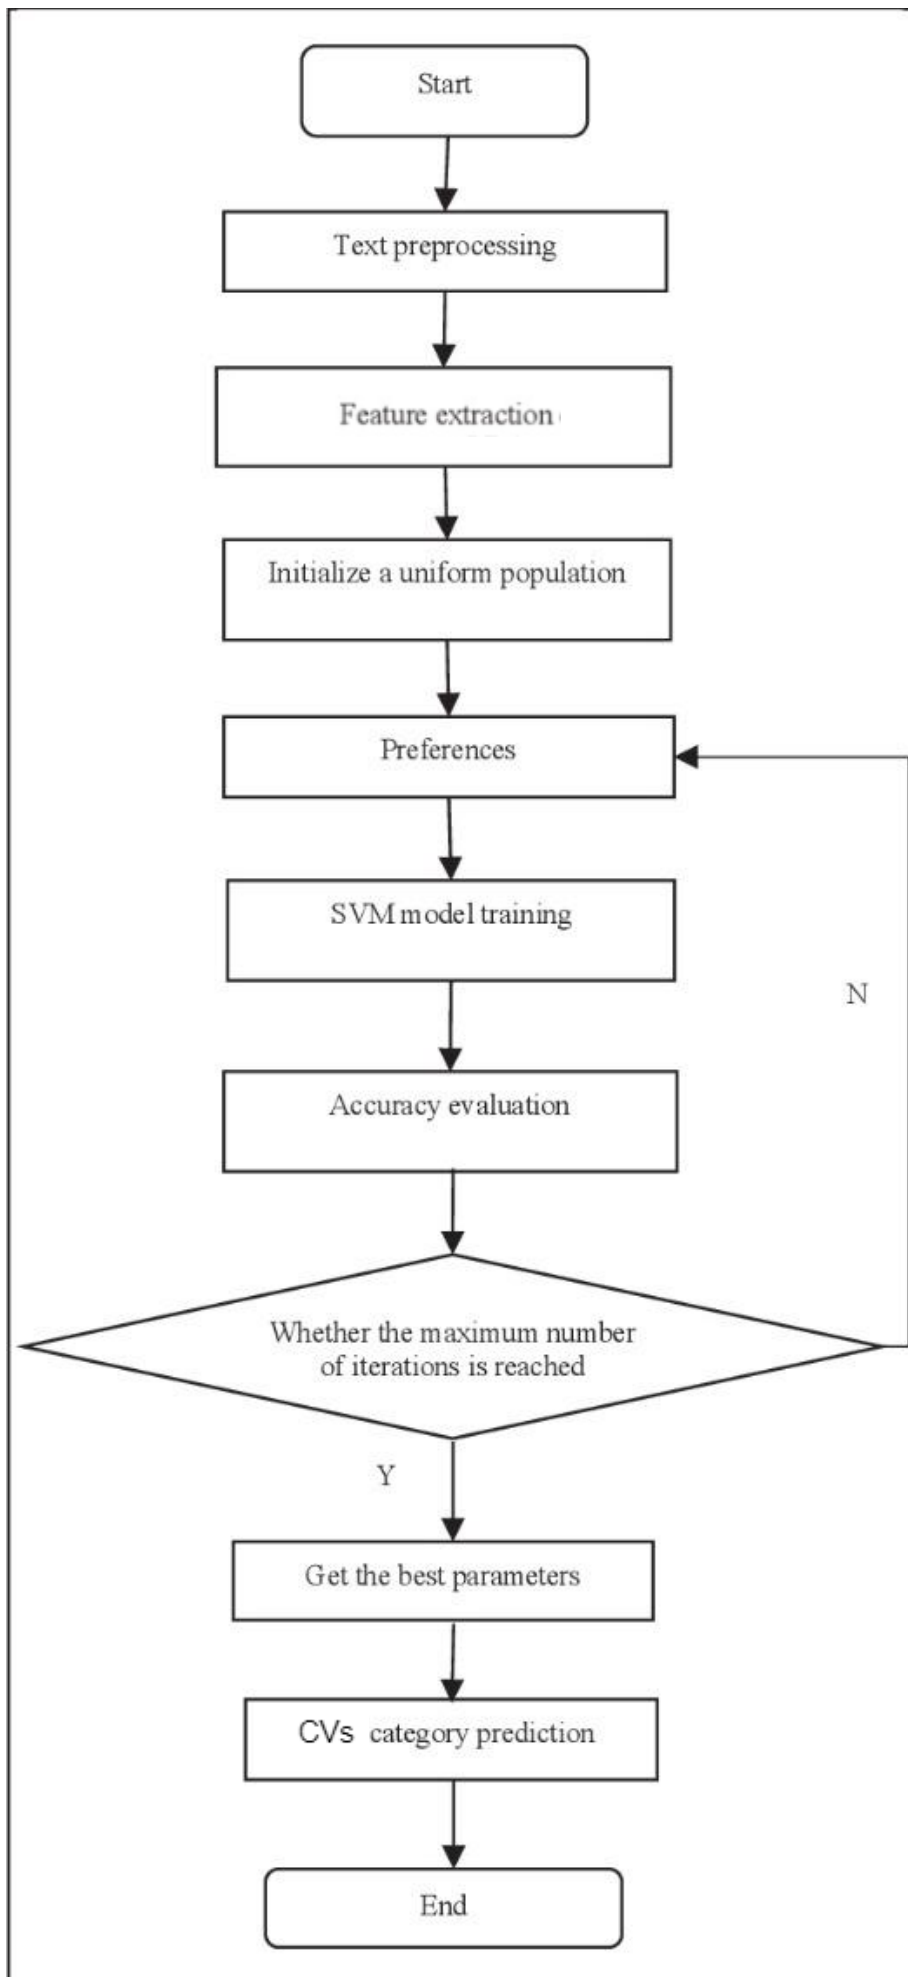 Start
Text preprocessing
Feature extraction
Initialize a uniform population
Preferences
SVM model training
N
Accuracy evaluation
Whether the maximum number
of iterations is reached
Y
Get the best parameters
CVs category prediction
End